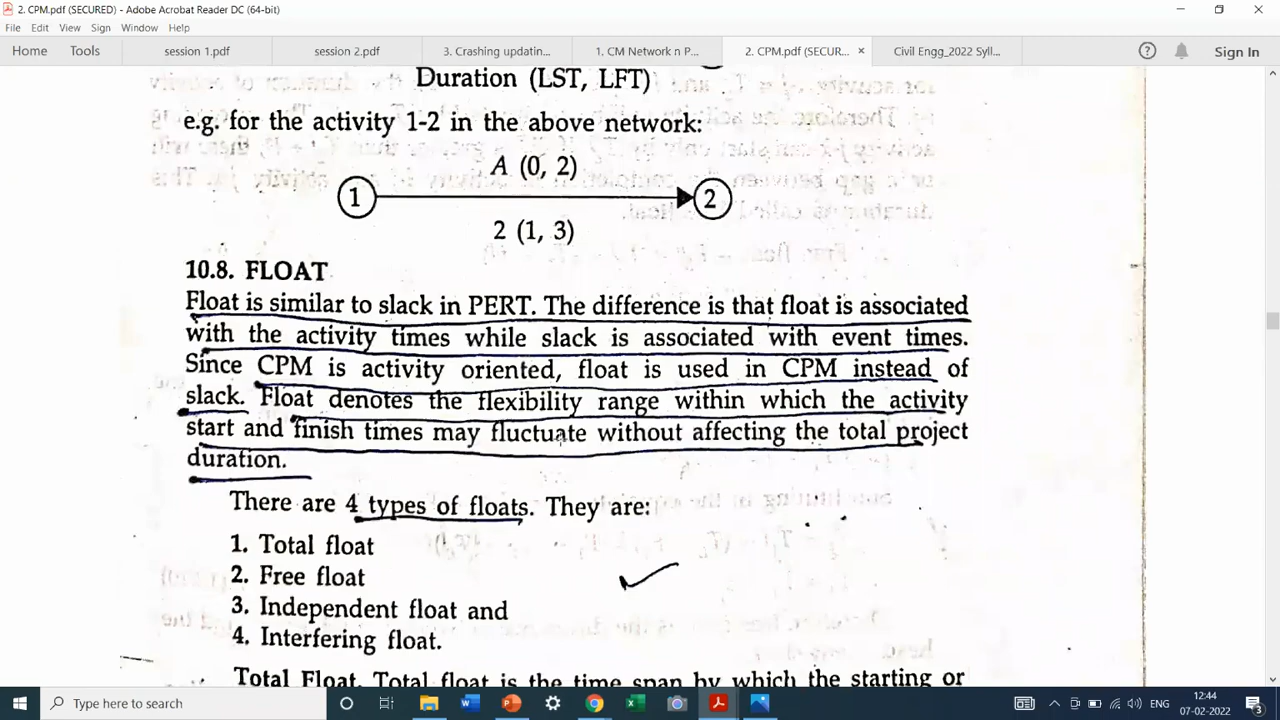 2. CPM.pdf (SECURED) - Adobe Acrobat Reader DC (64-bit)
File Edit View Sign Window Help
Home Tools session 1.pdf session 2.pdf 3. Crashing updatin... 1. CM Network n P... 2. CPM.pdf (SECUR... × Civil Engg_2022 Syll... Sign In
Duration (LST, LFT)
e.g. for the activity 1-2 in the above network:
A (0, 2)
1 2
2 (1, 3)
10.8. FLOAT
Float is similar to slack in PERT. The difference is that float is associated
with the activity times while slack is associated with event times.
Since CPM is activity oriented, float is used in CPM instead of
slack. Float denotes the flexibility range within which the activity
start and finish times may fluctuate without affecting the total project
duration.
There are 4 types of floats. They are:
1. Total float
2. Free float
3. Independent float and
4. Interfering float.
Total Float. Total float is the time span by which the starting or
Type here to search
ENG
12:44
07-02-2022
3